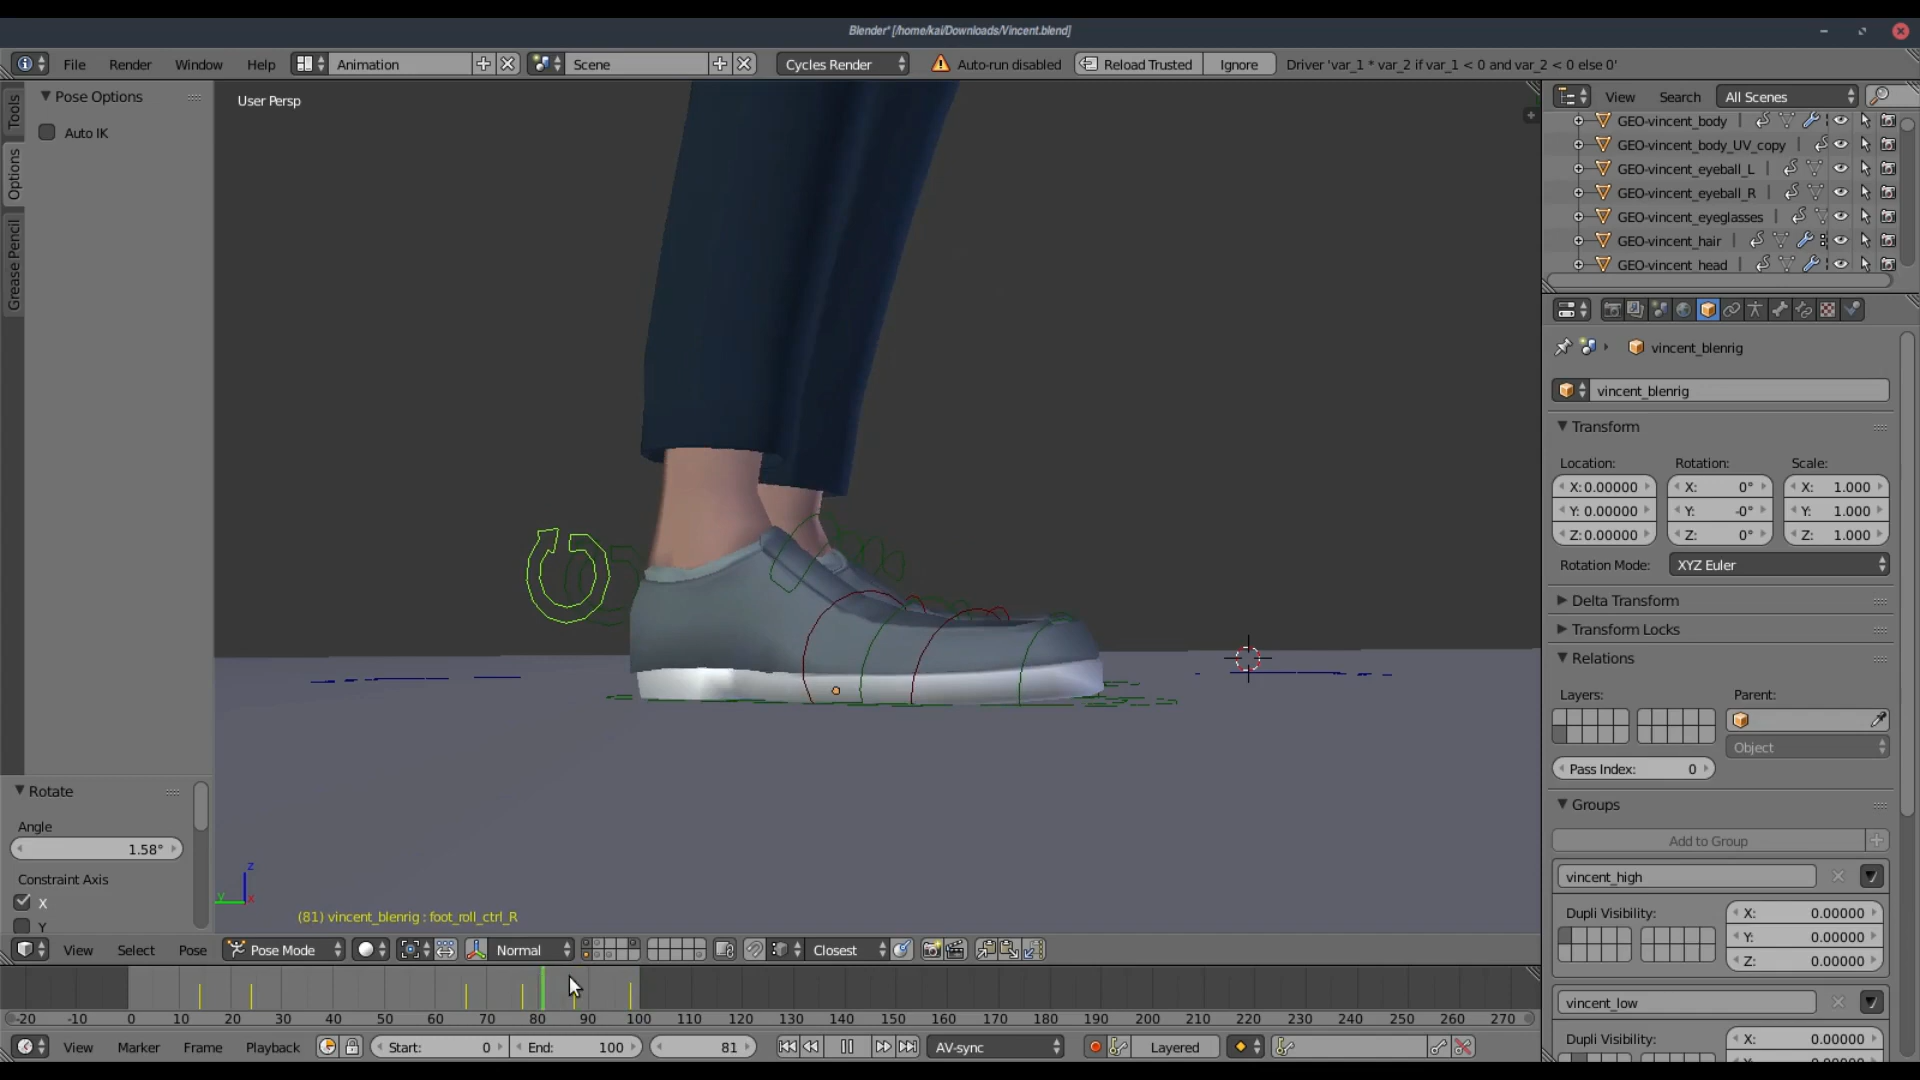 Blender* [/home/kai/Downloads/Vincent.blend]
File Render Window Help Animation Scene Cycles Render Auto-run disabled Reload Trusted Ignore Driver 'var_1 * var_2 if var_1 < 0 and var_2 < 0 else 0'
Tools
Options
Grease Pencil
Pose Options
Auto IK
User Persp
View Search All Scenes
GEO-vincent_body
GEO-vincent_body_UV_copy
GEO-vincent_eyeball_L
GEO-vincent_eyeball_R
GEO-vincent_eyeglasses
GEO-vincent_hair
GEO-vincent_head
vincent_blenrig
vincent_blenrig
Transform
Location: Rotation: Scale:
X: 0.00000 X: 0° X: 1.000
Y: 0.00000 Y: -0° Y: 1.000
Z: 0.00000 Z: 0° Z: 1.000
Rotation Mode: XYZ Euler
Delta Transform
Transform Locks
Relations
Layers: Parent:
Object
Pass Index: 0
Groups
Add to Group
vincent_high
Dupli Visibility: X: 0.00000
Y: 0.00000
Z: 0.00000
vincent_low
Dupli Visibility: X: 0.00000
Rotate
Angle
1.58°
Constraint Axis
X
Y
z
y
x
(81) vincent_blenrig : foot_roll_ctrl_R
View Select Pose Pose Mode Normal Closest
-20 -10 0 10 20 30 40 50 60 70 80 90 100 110 120 130 140 150 160 170 180 190 200 210 220 230 240 250 260 270
View Marker Frame Playback Start: 0 End: 100 81 AV-sync Layered